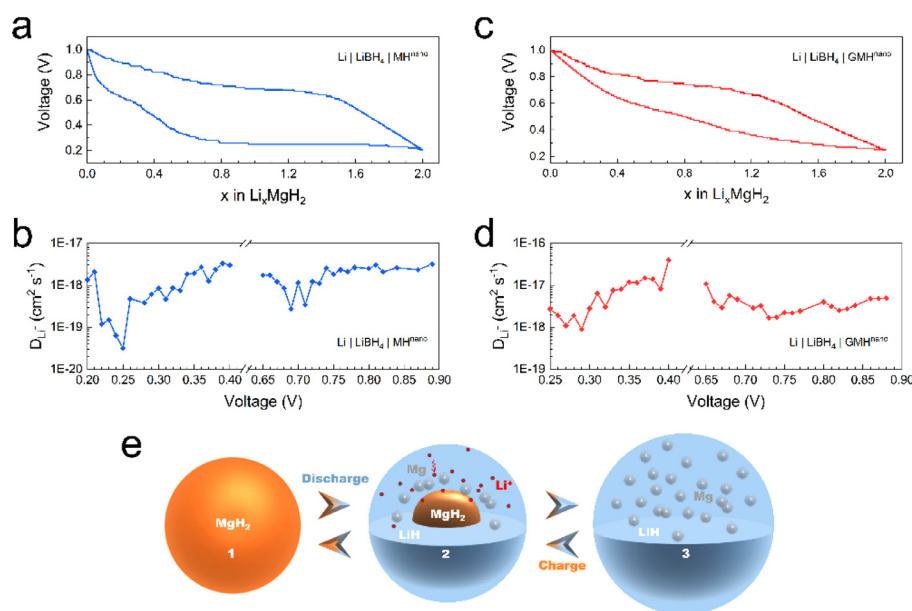 a
Li | LiBH₄ | MHⁿᵃⁿᵒ
1.0
0.8
0.6
0.4
0.2
Voltage (V)
0.0 0.4 0.8 1.2 1.6 2.0
x in LiₓMgH₂
c
Li | LiBH₄ | GMHⁿᵃⁿᵒ
1.0
0.8
0.6
0.4
0.2
Voltage (V)
0.0 0.4 0.8 1.2 1.6 2.0
x in LiₓMgH₂
b
1E-17
1E-18
1E-19
1E-20
D_Li- (cm² s⁻¹)
Li | LiBH₄ | MHⁿᵃⁿᵒ
0.20 0.25 0.30 0.35 0.40 0.65 0.70 0.75 0.80 0.85 0.90
Voltage (V)
d
1E-16
1E-17
1E-18
1E-19
D_Li- (cm² s⁻¹)
Li | LiBH₄ | GMHⁿᵃⁿᵒ
0.25 0.30 0.35 0.40 0.65 0.70 0.75 0.80 0.85 0.90
Voltage (V)
e
MgH₂
1
Discharge
Mg
Li⁺
MgH₂
LiH
2
Charge
Mg
LiH
3